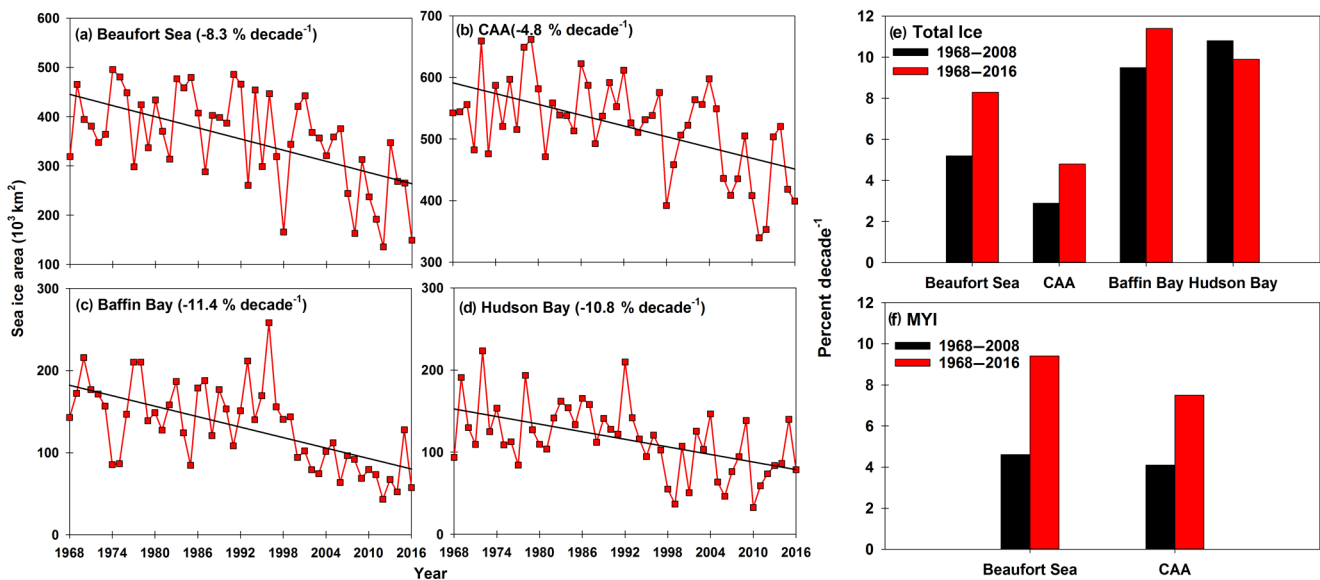 (a) Beaufort Sea (-8.3 % decade⁻¹)
600
500
400
300
200
100
(b) CAA(-4.8 % decade⁻¹)
700
600
500
400
300
(c) Baffin Bay (-11.4 % decade⁻¹)
300
200
100
0
1968 1974 1980 1986 1992 1998 2004 2010 2016
(d) Hudson Bay (-10.8 % decade⁻¹)
300
200
100
0
1968 1974 1980 1986 1992 1998 2004 2010 2016
Sea ice area (10³ km²)
Year
(e) Total Ice
1968—2008
1968—2016
12
10
8
6
4
2
0
Beaufort Sea CAA Baffin Bay Hudson Bay
(f) MYI
1968—2008
1968—2016
12
10
8
6
4
2
0
Beaufort Sea CAA
Percent decade⁻¹